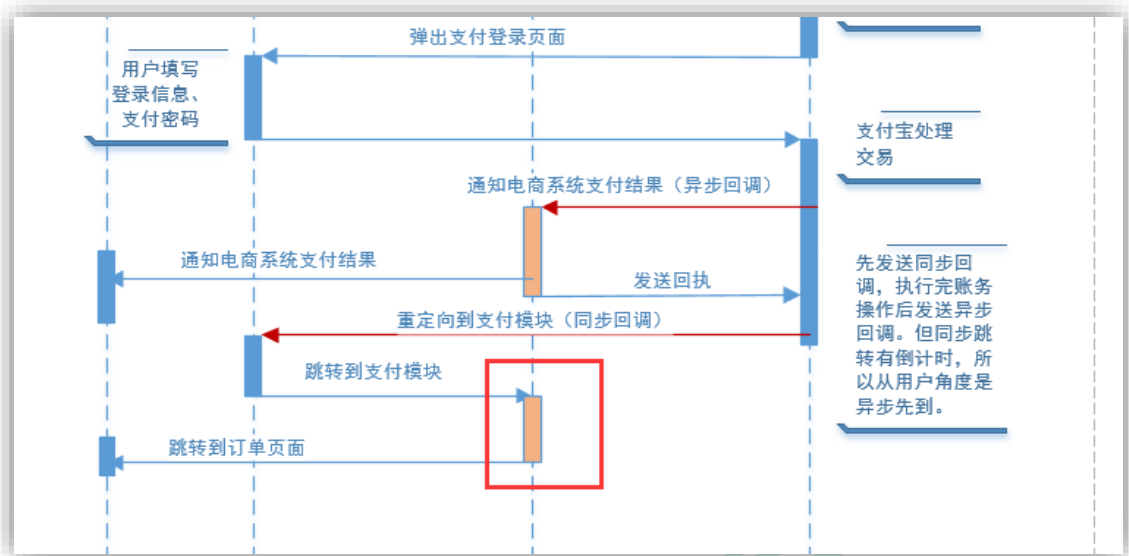 弹出支付登录页面
用户填写
登录信息、
支付密码
支付宝处理
交易
通知电商系统支付结果（异步回调）
通知电商系统支付结果
发送回执
先发送同步回
调，执行完账务
操作后发送异步
回调。但同步跳
转有倒计时，所
以从用户角度是
异步先到。
重定向到支付模块（同步回调）
跳转到支付模块
跳转到订单页面